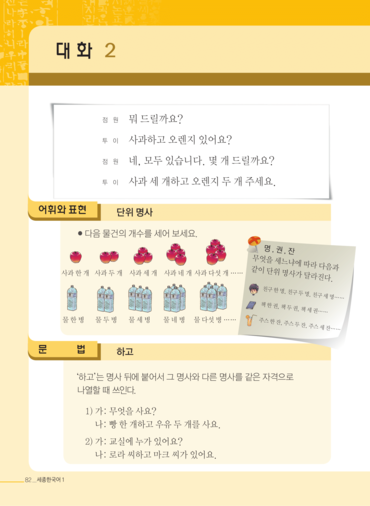 대화 2
점 원 뭐 드릴까요?
투 이 사과하고 오렌지 있어요?
점 원 네, 모두 있습니다. 몇 개 드릴까요?
투 이 사과 세 개하고 오렌지 두 개 주세요.
어휘와 표현 단위 명사
● 다음 물건의 개수를 세어 보세요.
사과 한 개 사과 두 개 사과 세 개 사과 네 개 사과 다섯 개 ……
물 한 병 물 두 병 물 세 병 물 네 병 물 다섯 병 ……
명, 권, 잔
무엇을 세느냐에 따라 다음과
같이 단위 명사가 달라진다.
친구 한 명, 친구 두 명, 친구 세 명……
책 한 권, 책 두 권, 책 세 권……
주스 한 잔, 주스 두 잔, 주스 세 잔……
문 법 하고
‘하고’는 명사 뒤에 붙어서 그 명사와 다른 명사를 같은 자격으로
나열할 때 쓰인다.
1) 가: 무엇을 사요?
나: 빵 한 개하고 우유 두 개를 사요.
2) 가: 교실에 누가 있어요?
나: 로라 씨하고 마크 씨가 있어요.
82 _ 세종한국어 1